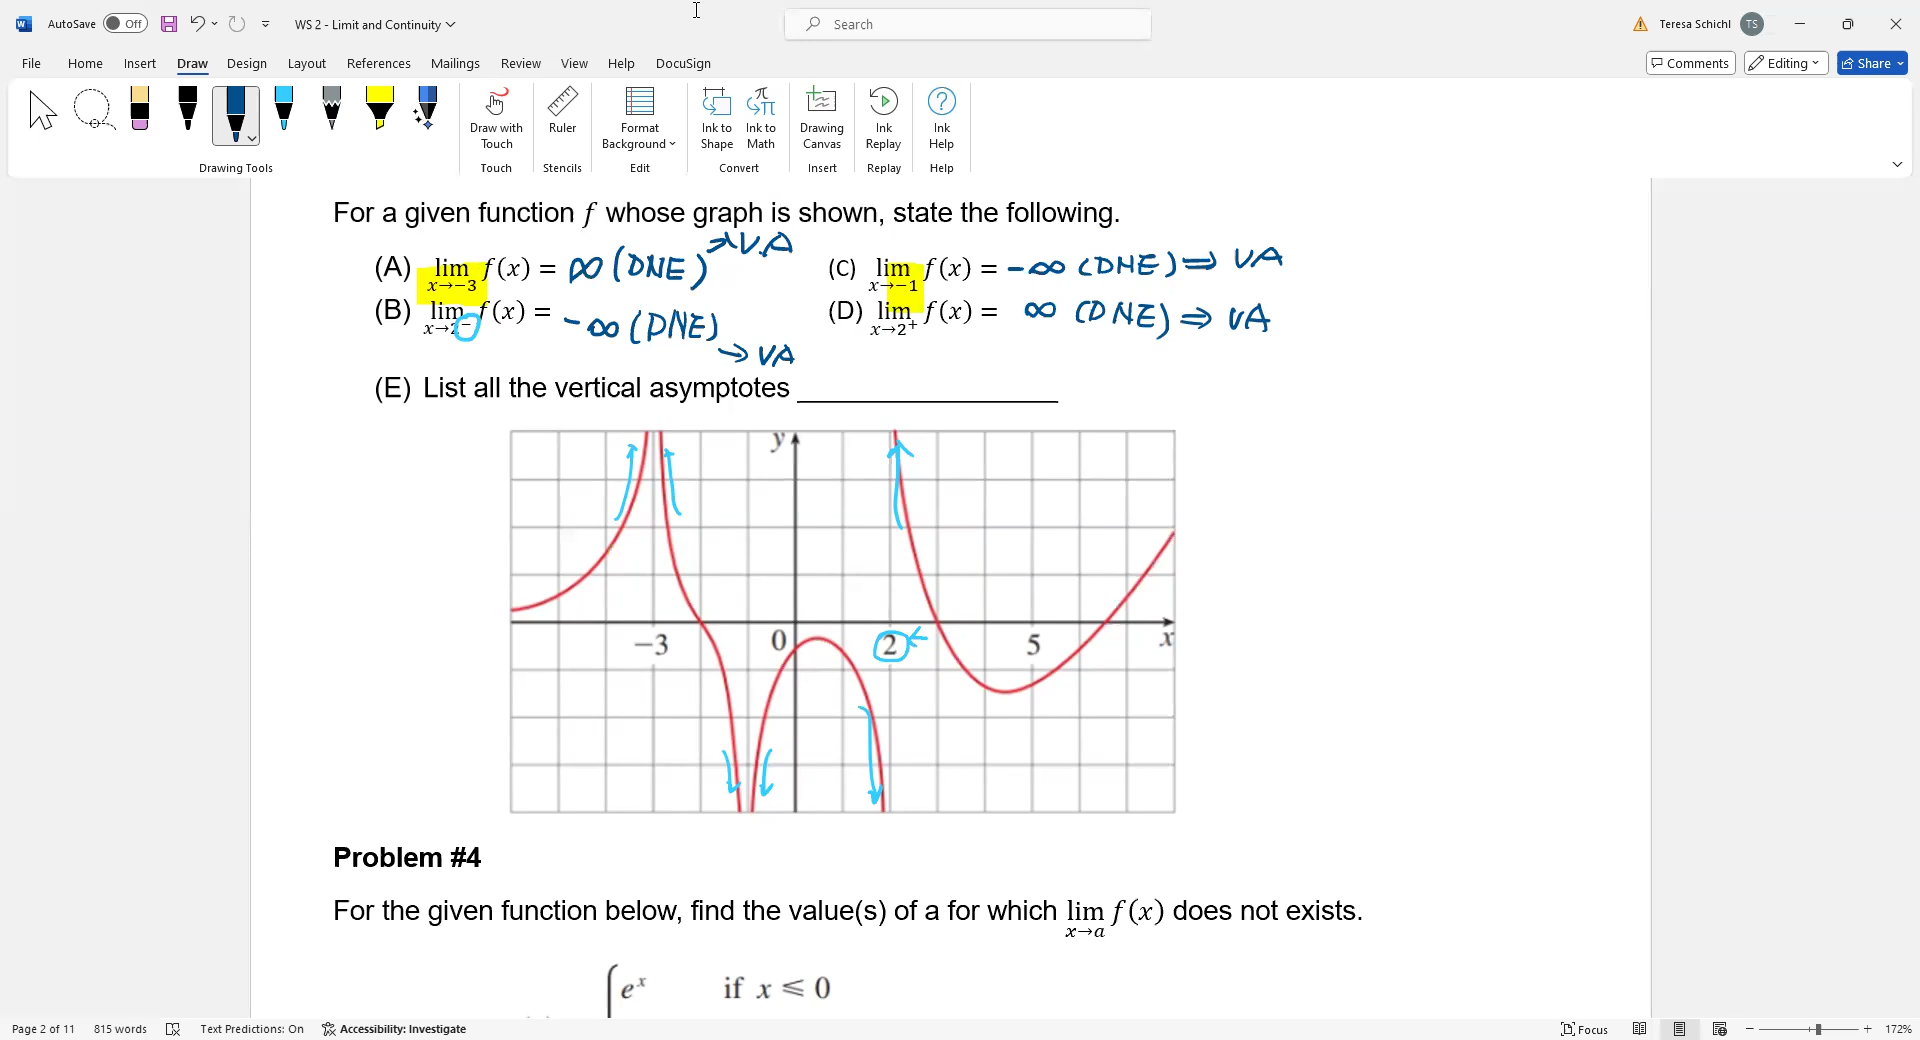 AutoSave Off WS 2 - Limit and Continuity Search Teresa Schichl TS
File Home Insert Draw Design Layout References Mailings Review View Help DocuSign Comments Editing Share
Draw with Touch Ruler Format Background Ink to Shape Ink to Math Drawing Canvas Ink Replay Ink Help
Drawing Tools Touch Stencils Edit Convert Insert Replay Help
For a given function f whose graph is shown, state the following.
(A) lim x→-3 f(x) = ∞ (DNE) → V.A
(C) lim x→-1 f(x) = -∞ (DNE) ⇒ VA
(B) lim x→2⁻ f(x) = -∞ (DNE) → VA
(D) lim x→2⁺ f(x) = ∞ (DNE) ⇒ VA
(E) List all the vertical asymptotes ___________________
y
-3 0 2 5 x
Problem #4
For the given function below, find the value(s) of a for which lim x→a f(x) does not exists.
eˣ if x ⩽ 0
Page 2 of 11 815 words Text Predictions: On Accessibility: Investigate Focus 172%